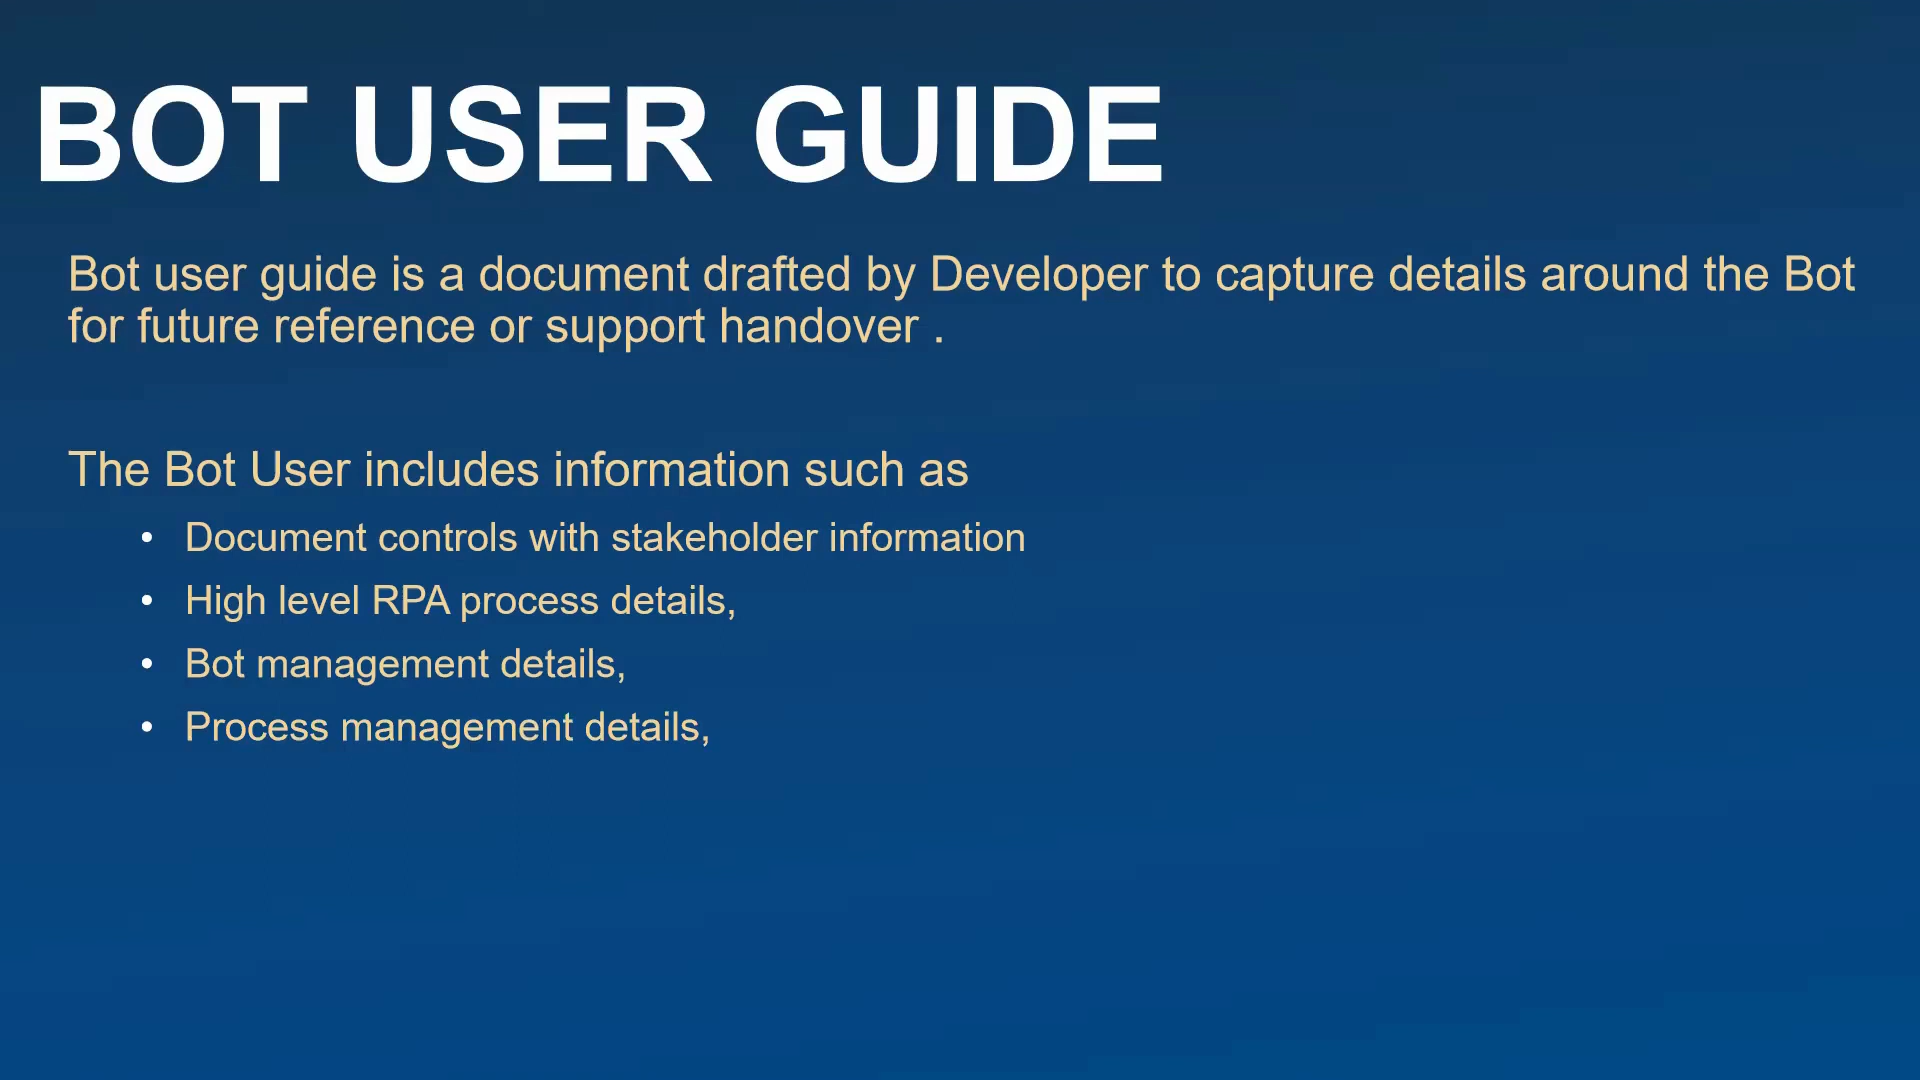 BOT USER GUIDE
Bot user guide is a document drafted by Developer to capture details around the Bot
for future reference or support handover .
The Bot User includes information such as
• Document controls with stakeholder information
• High level RPA process details,
• Bot management details,
• Process management details,